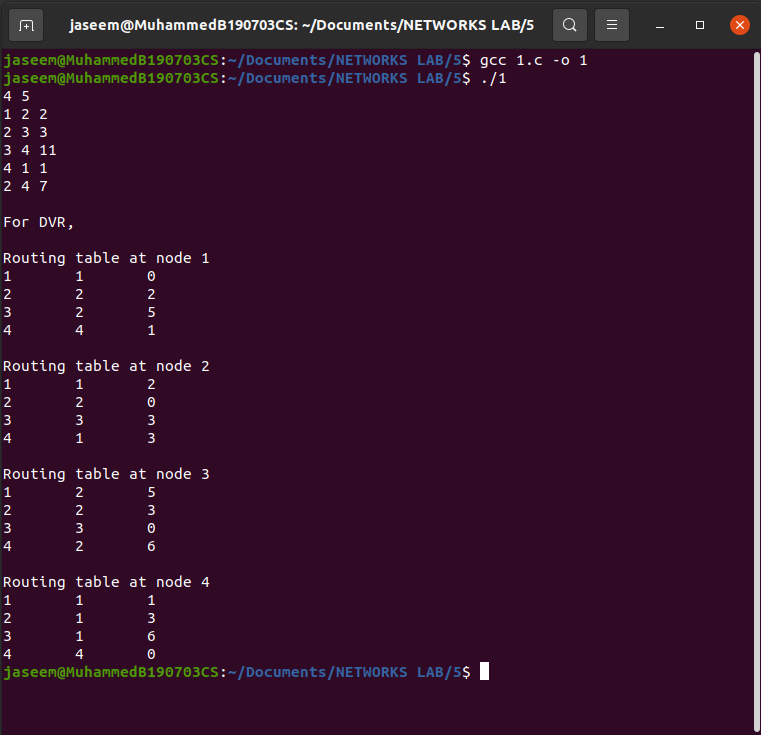 jaseem@MuhammedB190703CS: ~/Documents/NETWORKS LAB/5
jaseem@MuhammedB190703CS:~/Documents/NETWORKS LAB/5$ gcc 1.c -o 1
jaseem@MuhammedB190703CS:~/Documents/NETWORKS LAB/5$ ./1
4 5
1 2 2
2 3 3
3 4 11
4 1 1
2 4 7
For DVR,
Routing table at node 1
1 1 0
2 2 2
3 2 5
4 4 1
Routing table at node 2
1 1 2
2 2 0
3 3 3
4 1 3
Routing table at node 3
1 2 5
2 2 3
3 3 0
4 2 6
Routing table at node 4
1 1 1
2 1 3
3 1 6
4 4 0
jaseem@MuhammedB190703CS:~/Documents/NETWORKS LAB/5$